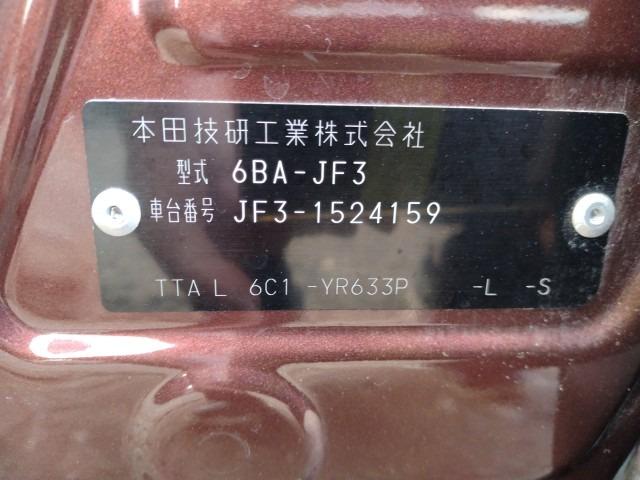 本田技研工業株式会社
型式 6BA-JF3
車台番号 JF3-1524159
TTA L 6C1 -YR633P -L -S